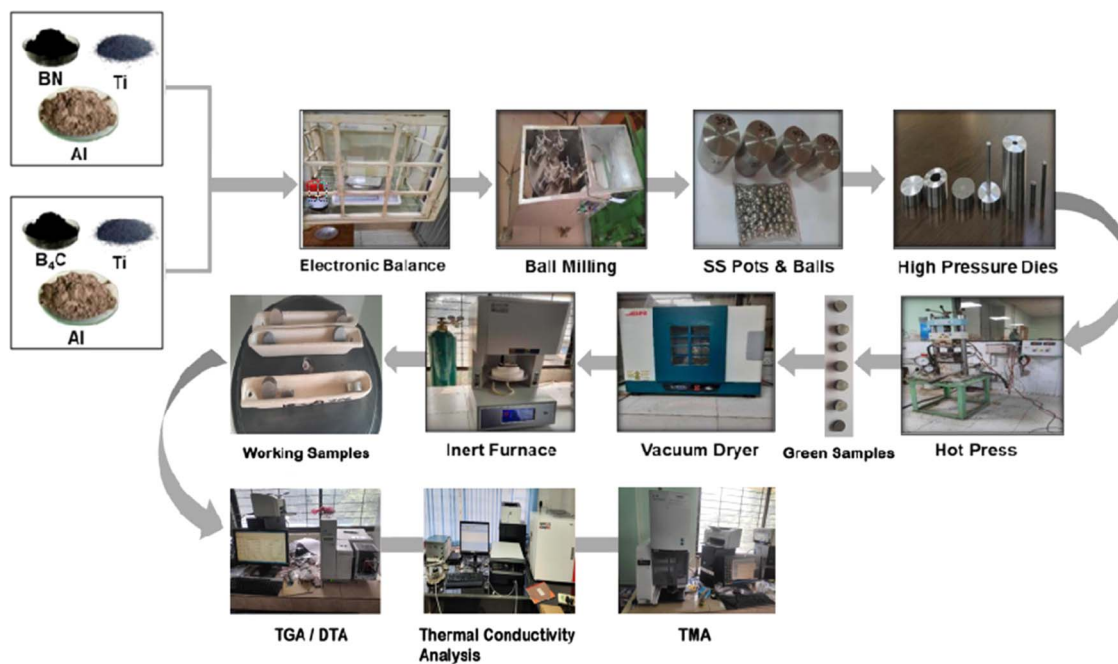 BN
Ti
Al
B₄C
Ti
Al
Electronic Balance
Ball Milling
SS Pots & Balls
High Pressure Dies
Working Samples
Inert Furnace
Vacuum Dryer
Green Samples
Hot Press
TGA / DTA
Thermal Conductivity
Analysis
TMA